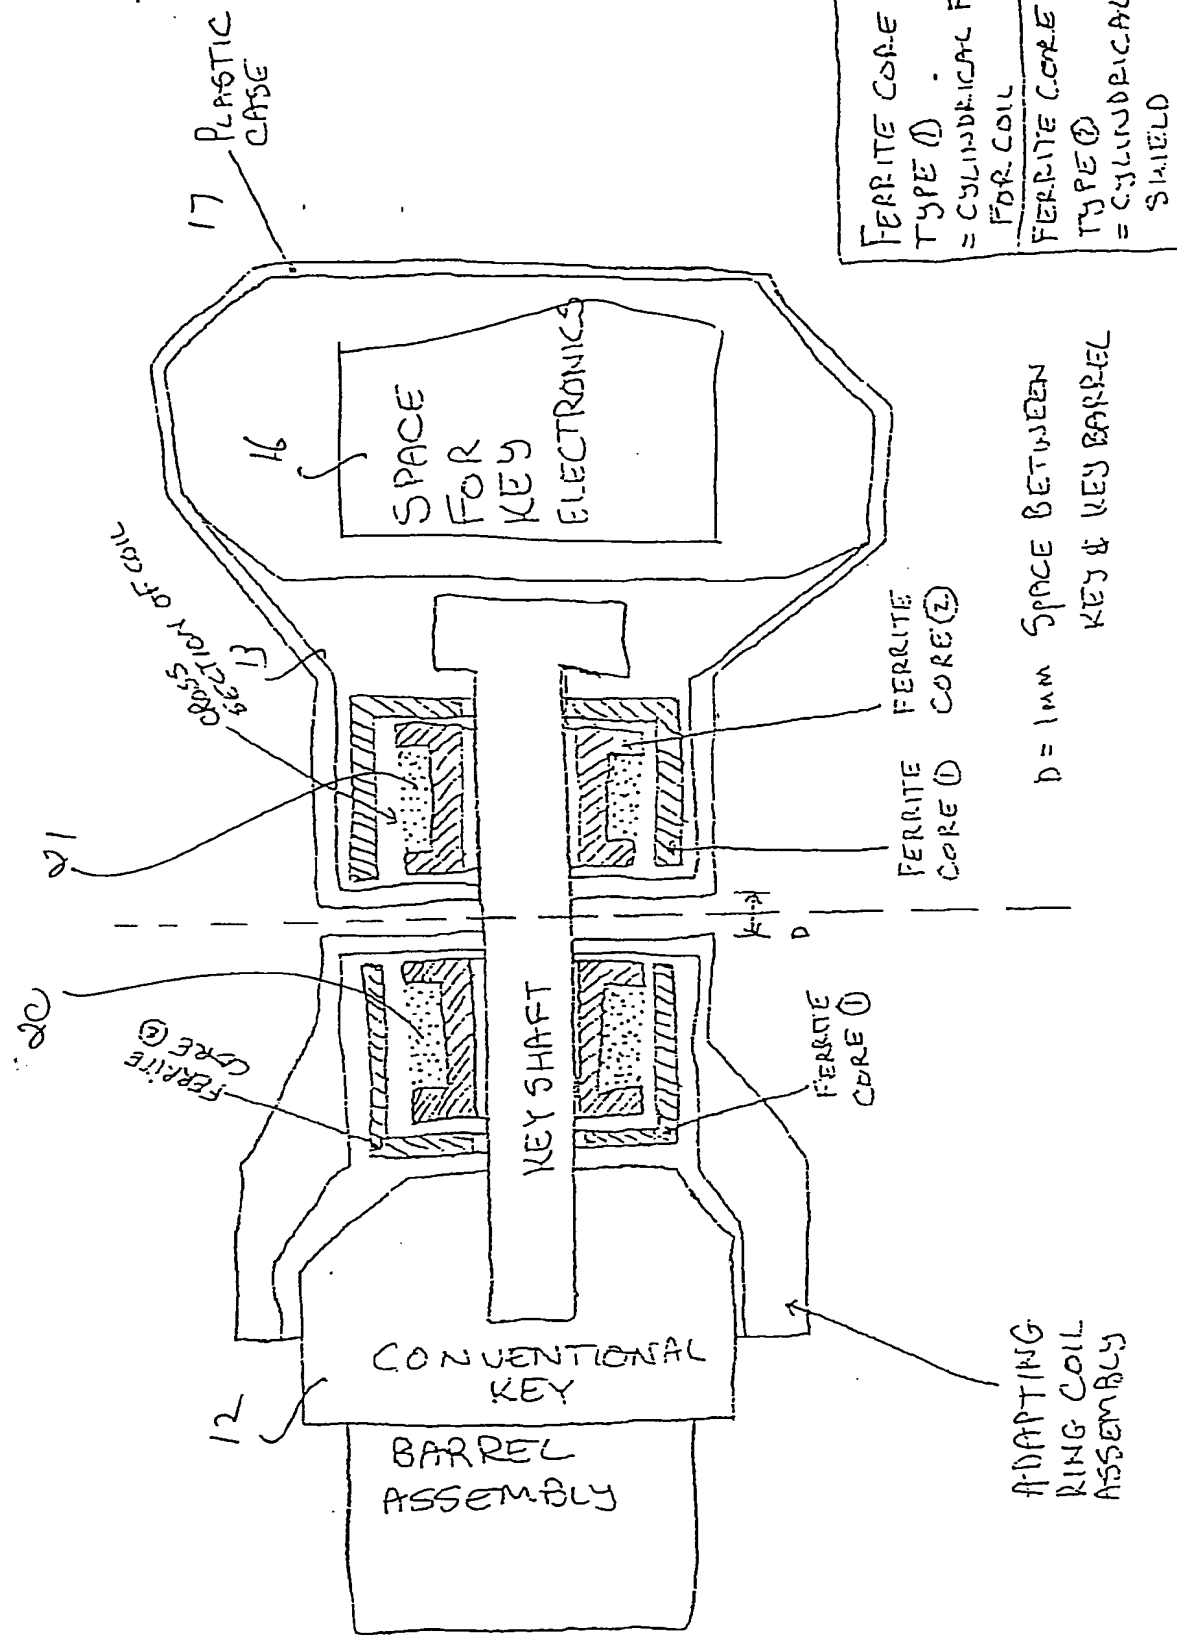 17
PLASTIC
CASE
16
SPACE
FOR
KEY
ELECTRONICS
CROSS
SECTION OF COIL
13
21
20
FERRITE
CORE ②
KEY SHAFT
FERRITE
CORE ②
FERRITE
CORE ①
D
FERRITE
CORE ①
12
CONVENTIONAL
KEY
BARREL
ASSEMBLY
ADAPTING
RING COIL
ASSEMBLY
D = 1MM SPACE BETWEEN
KEY & KEY BARREL
FERRITE CORE
TYPE ①
= CYLINDRICAL F
FOR COIL
FERRITE CORE
TYPE ②
= CYLINDRICAL
SHIELD